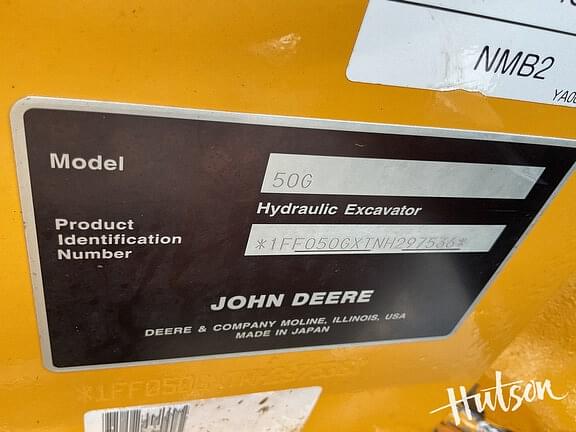 NMB2
Model
50G
Hydraulic Excavator
Product
Identification
Number
*1FF050GXTNH297536*
JOHN DEERE
DEERE & COMPANY MOLINE, ILLINOIS, USA
MADE IN JAPAN
Hutson